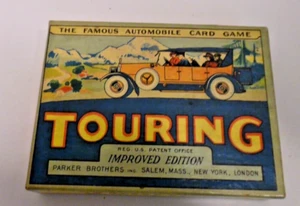 THE FAMOUS AUTOMOBILE CARD GAME
TOURING
REG. U.S. PATENT OFFICE
IMPROVED EDITION
PARKER BROTHERS INC. SALEM, MASS., NEW YORK, LONDON